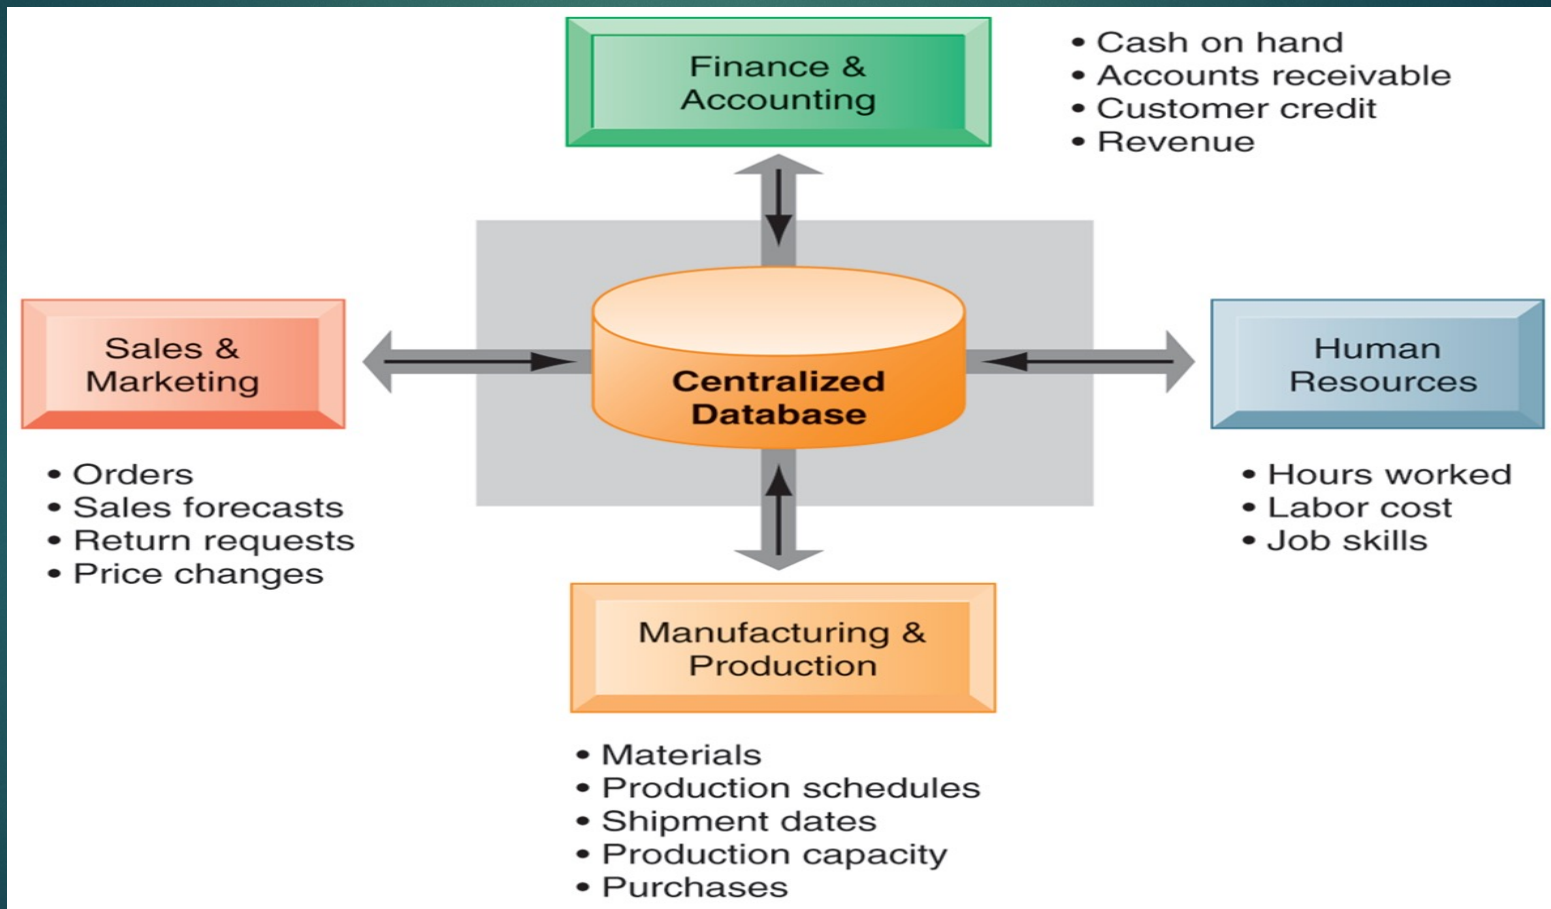 Finance &
Accounting
• Cash on hand
• Accounts receivable
• Customer credit
• Revenue
Sales &
Marketing
• Orders
• Sales forecasts
• Return requests
• Price changes
Centralized
Database
Human
Resources
• Hours worked
• Labor cost
• Job skills
Manufacturing &
Production
• Materials
• Production schedules
• Shipment dates
• Production capacity
• Purchases